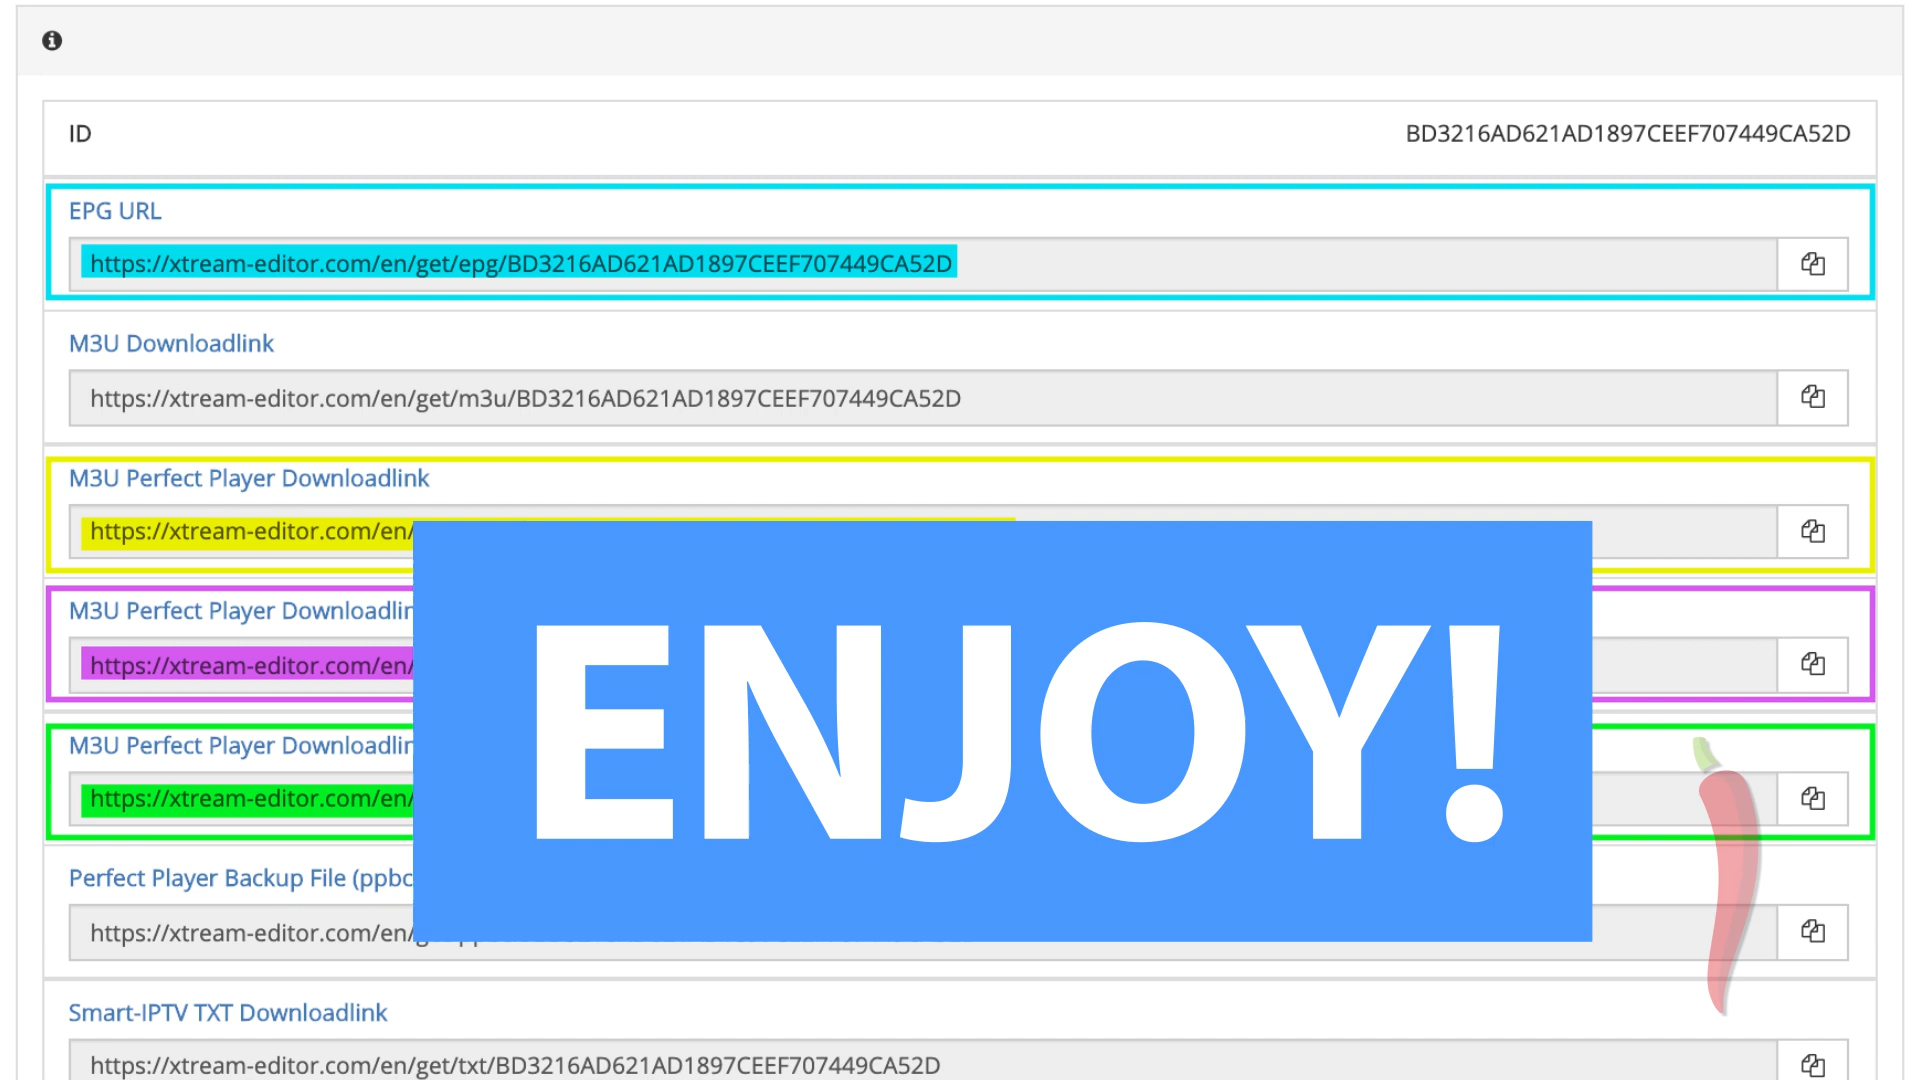 ID
BD3216AD621AD1897CEEF707449CA52D
EPG URL
https://xtream-editor.com/en/get/epg/BD3216AD621AD1897CEEF707449CA52D
M3U Downloadlink
https://xtream-editor.com/en/get/m3u/BD3216AD621AD1897CEEF707449CA52D
M3U Perfect Player Downloadlink
https://xtream-editor.com/en/
M3U Perfect Player
https://xtream-editor.com/en/
M3U Perfect Player
https://xtream-editor.com/en/
ENJOY!
Perfect Player Backup File
https://xtream-editor.com/en/
Smart-IPTV TXT Downloadlink
https://xtream-editor.com/en/get/txt/BD3216AD621AD1897CEEF707449CA52D